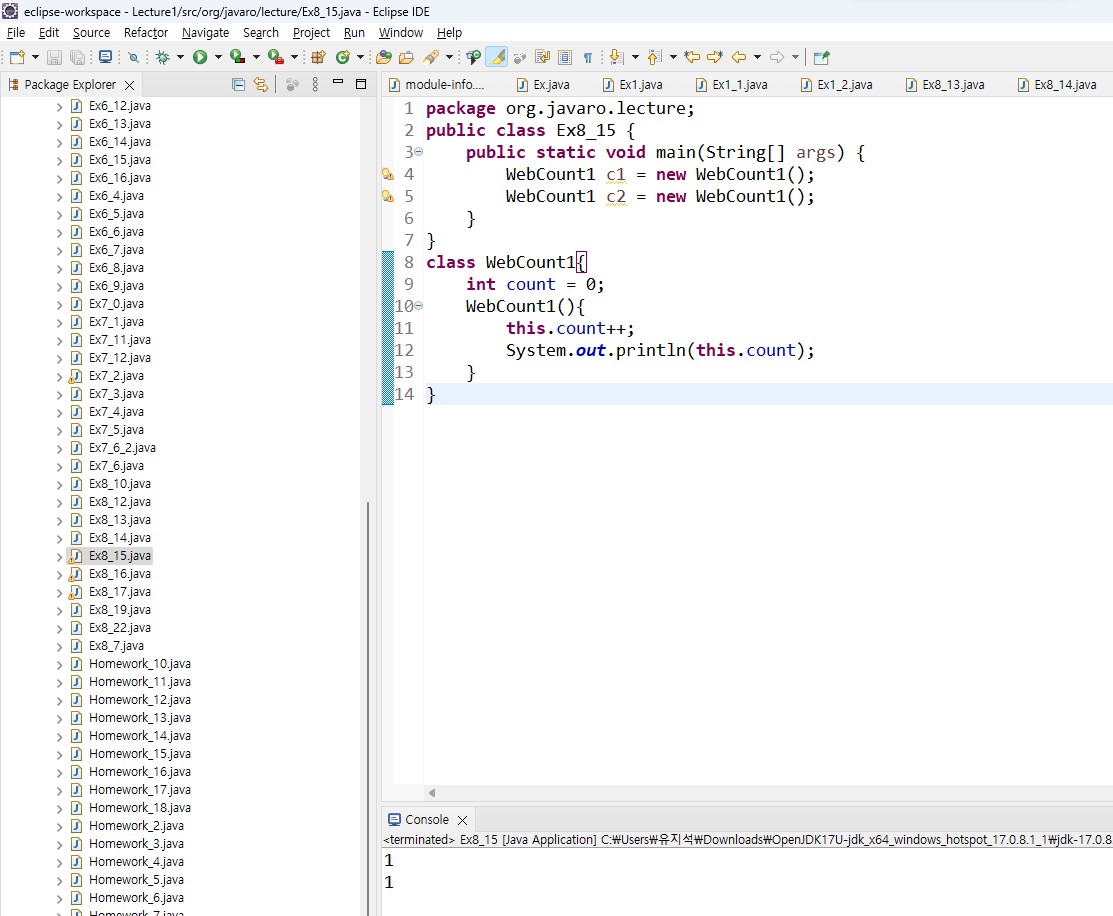 eclipse-workspace - Lecture1/src/org/javaro/lecture/Ex8_15.java - Eclipse IDE
File Edit Source Refactor Navigate Search Project Run Window Help
Package Explorer
Ex6_12.java
Ex6_13.java
Ex6_14.java
Ex6_15.java
Ex6_16.java
Ex6_4.java
Ex6_5.java
Ex6_6.java
Ex6_7.java
Ex6_8.java
Ex6_9.java
Ex7_0.java
Ex7_1.java
Ex7_11.java
Ex7_12.java
Ex7_2.java
Ex7_3.java
Ex7_4.java
Ex7_5.java
Ex7_6_2.java
Ex7_6.java
Ex8_10.java
Ex8_12.java
Ex8_13.java
Ex8_14.java
Ex8_15.java
Ex8_16.java
Ex8_17.java
Ex8_19.java
Ex8_22.java
Ex8_7.java
Homework_10.java
Homework_11.java
Homework_12.java
Homework_13.java
Homework_14.java
Homework_15.java
Homework_16.java
Homework_17.java
Homework_18.java
Homework_2.java
Homework_3.java
Homework_4.java
Homework_5.java
Homework_6.java
Homework_7.java
module-info.... Ex.java Ex1.java Ex1_1.java Ex1_2.java Ex8_13.java Ex8_14.java
1 package org.javaro.lecture;
2 public class Ex8_15 {
3 public static void main(String[] args) {
4 WebCount1 c1 = new WebCount1();
5 WebCount1 c2 = new WebCount1();
6 }
7 }
8 class WebCount1{
9 int count = 0;
10 WebCount1(){
11 this.count++;
12 System.out.println(this.count);
13 }
14 }
Console
<terminated> Ex8_15 [Java Application] C:₩Users₩유지석₩Downloads₩OpenJDK17U-jdk_x64_windows_hotspot_17.0.8.1_1₩jdk-17.0.8
1
1